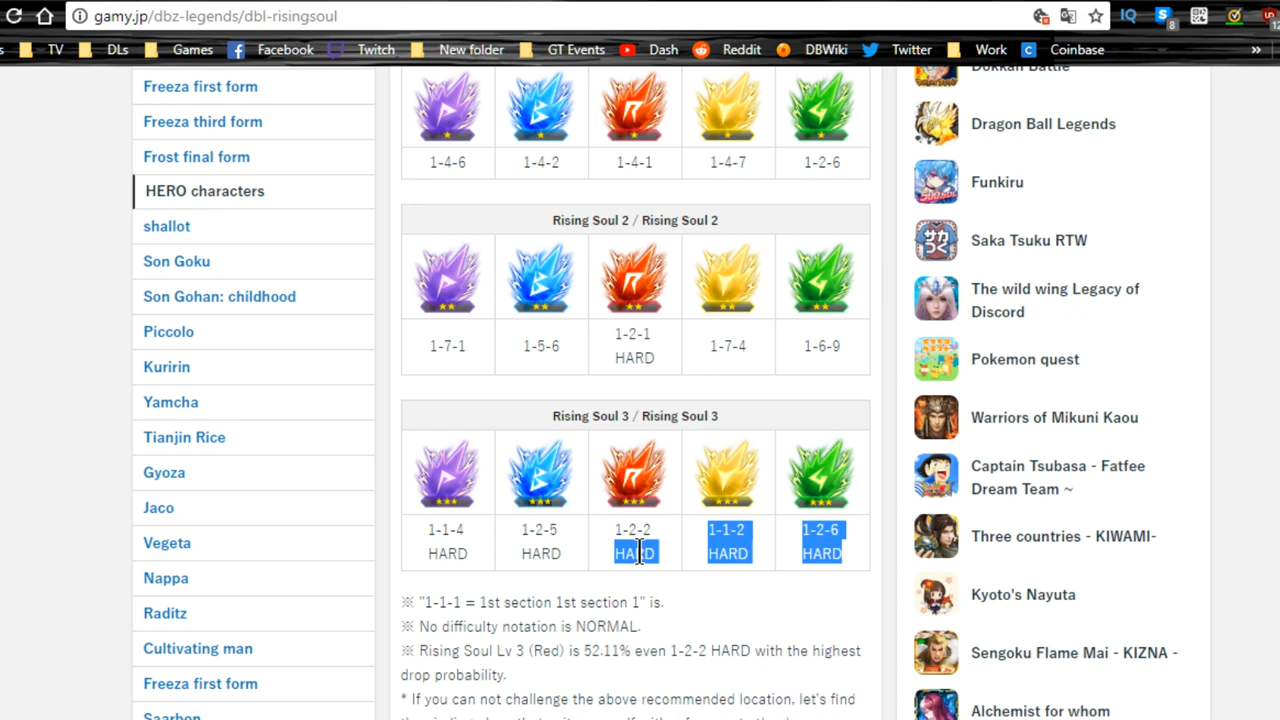 gamy.jp/dbz-legends/dbl-risingsoul
IQ
8
s TV DLs Games Facebook Twitch New folder GT Events Dash Reddit DBWiki Twitter Work Coinbase »
Freeza first form
Freeza third form
Frost final form
HERO characters
shallot
Son Goku
Son Gohan: childhood
Piccolo
Kuririn
Yamcha
Tianjin Rice
Gyoza
Jaco
Vegeta
Nappa
Raditz
Cultivating man
Freeza first form
Saarbon
1-4-6 1-4-2 1-4-1 1-4-7 1-2-6
Rising Soul 2 / Rising Soul 2
1-7-1 1-5-6 1-2-1 HARD 1-7-4 1-6-9
Rising Soul 3 / Rising Soul 3
1-1-4 1-2-5 1-2-2 1-1-2 1-2-6
HARD HARD HARD HARD HARD
※ "1-1-1 = 1st section 1st section 1" is.
※ No difficulty notation is NORMAL.
※ Rising Soul Lv 3 (Red) is 52.11% even 1-2-2 HARD with the highest
drop probability.
* If you can not challenge the above recommended location, let's find
Dokkan Battle
Dragon Ball Legends
Funkiru
Saka Tsuku RTW
The wild wing Legacy of
Discord
Pokemon quest
Warriors of Mikuni Kaou
Captain Tsubasa - Fatfee
Dream Team ~
Three countries - KIWAMI-
Kyoto's Nayuta
Sengoku Flame Mai - KIZNA -
Alchemist for whom